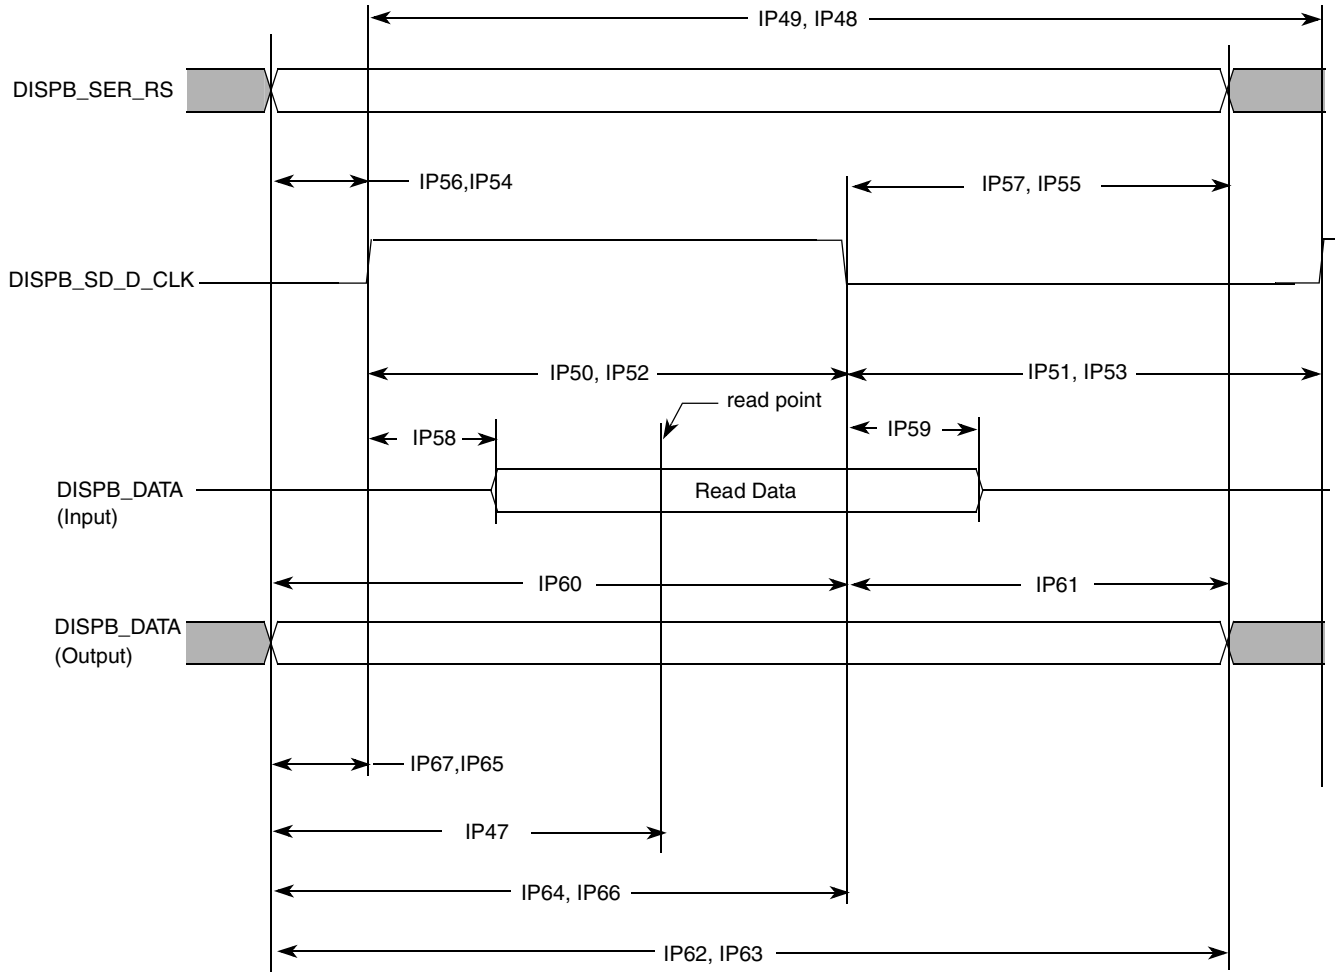 IP49, IP48
DISPB_SER_RS
IP56,IP54
IP57, IP55
DISPB_SD_D_CLK
IP50, IP52
IP51, IP53
read point
IP58
IP59
DISPB_DATA
(Input)
Read Data
IP60
IP61
DISPB_DATA
(Output)
IP67,IP65
IP47
IP64, IP66
IP62, IP63